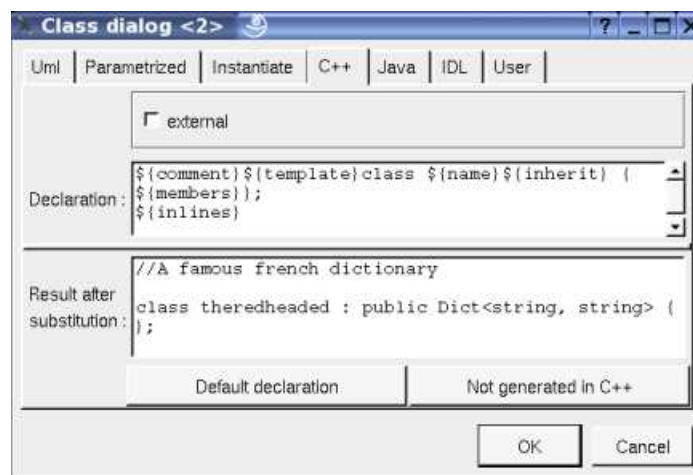 Class dialog <2>
Uml Parametrized Instantiate C++ Java IDL User
external
Declaration :
${comment}${template}class ${name}${inherit} {
${members}};
${inlines}
Result after
substitution :
//A famous french dictionary
class theredheaded : public Dict<string, string> {
};
Default declaration Not generated in C++
OK Cancel